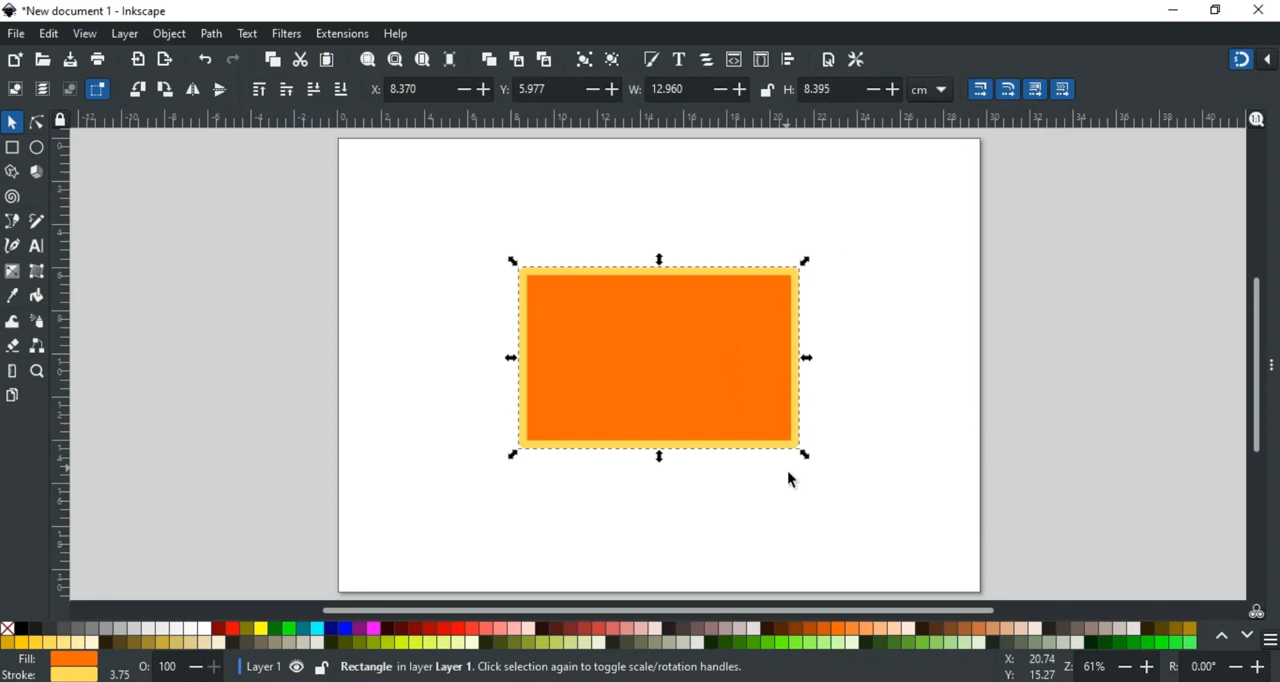 *New document 1 - Inkscape
File Edit View Layer Object Path Text Filters Extensions Help
X: 8.370 Y: 5.977 W: 12.960 H: 8.395 cm
Fill: O: 100 Layer 1 Rectangle in layer Layer 1. Click selection again to toggle scale/rotation handles. X: 20.74 Z: 61% R: 0.00°
Stroke: 3.75 Y: 15.27